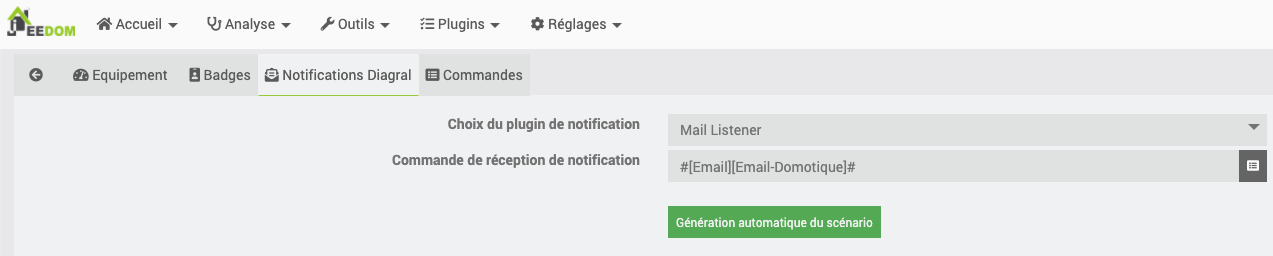 JEEDOM Accueil Analyse Outils Plugins Réglages
Equipement Badges Notifications Diagral Commandes
Choix du plugin de notification Mail Listener
Commande de réception de notification #[Email][Email-Domotique]#
Génération automatique du scénario